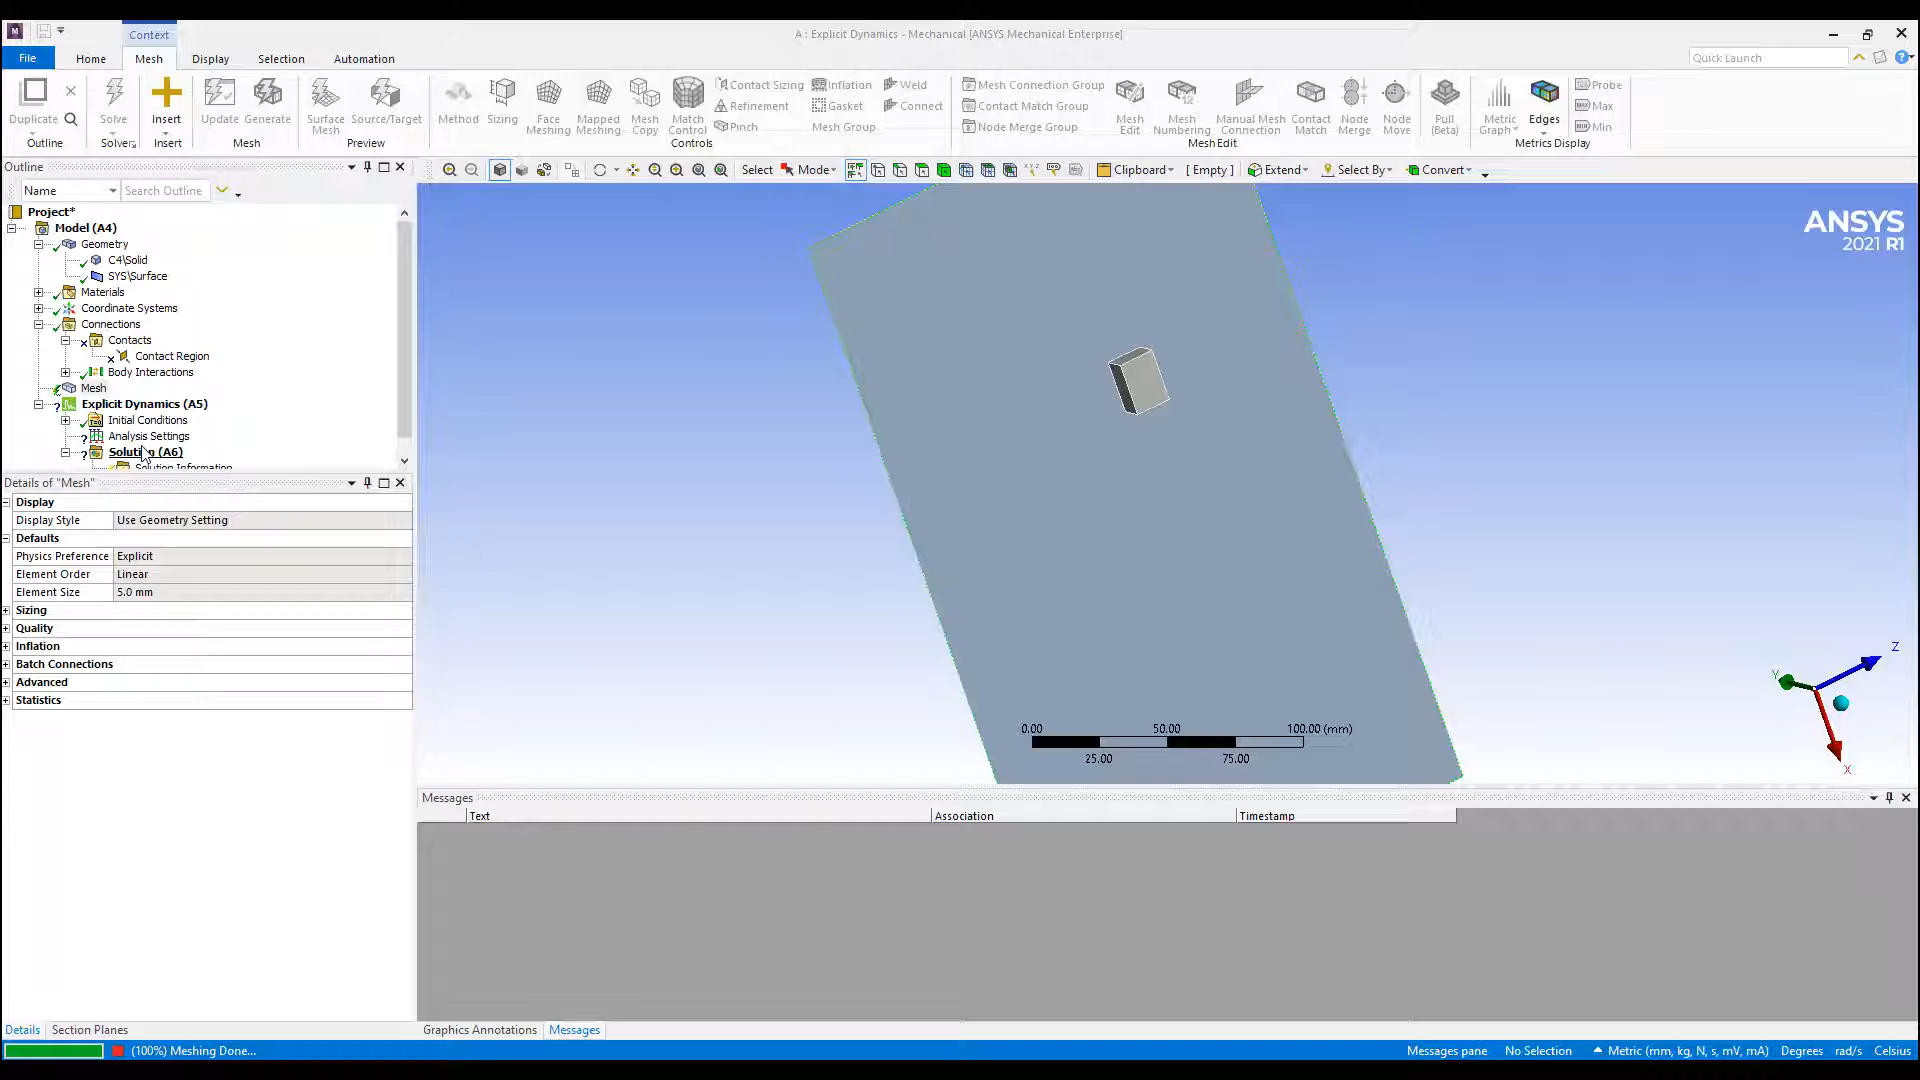 Context
A : Explicit Dynamics - Mechanical [ANSYS Mechanical Enterprise]
File
Home
Mesh
Display
Selection
Automation
Quick Launch
Duplicate
Outline
Solve
Solver
Insert
Insert
Update
Generate
Mesh
Surface Mesh
Source/Target
Preview
Method
Sizing
Face Meshing
Mapped Meshing
Mesh Copy
Match Control
Contact Sizing
Refinement
Pinch
Inflation
Gasket
Mesh Group
Weld
Connect
Controls
Mesh Connection Group
Contact Match Group
Node Merge Group
Mesh Edit
Mesh Numbering
Manual Mesh Connection
Contact Match
Node Merge
Node Move
Mesh Edit
Pull (Beta)
Metric Graph
Edges
Probe
Max
Min
Metrics Display
Outline
Name
Search Outline
Select
Mode
Clipboard
[ Empty ]
Extend
Select By
Convert
Project*
Model (A4)
Geometry
C4\Solid
SYS\Surface
Materials
Coordinate Systems
Connections
Contacts
Contact Region
Body Interactions
Mesh
Explicit Dynamics (A5)
Initial Conditions
Analysis Settings
Solution (A6)
Solution Information
Details of "Mesh"
Display
Display Style Use Geometry Setting
Defaults
Physics Preference Explicit
Element Order Linear
Element Size 5.0 mm
Sizing
Quality
Inflation
Batch Connections
Advanced
Statistics
ANSYS
2021 R1
Z
Y
X
0.00 50.00 100.00 (mm)
25.00 75.00
Messages
Text Association Timestamp
Details
Section Planes
Graphics Annotations
Messages
(100%) Meshing Done...
Messages pane
No Selection
Metric (mm, kg, N, s, mV, mA)
Degrees
rad/s
Celsius